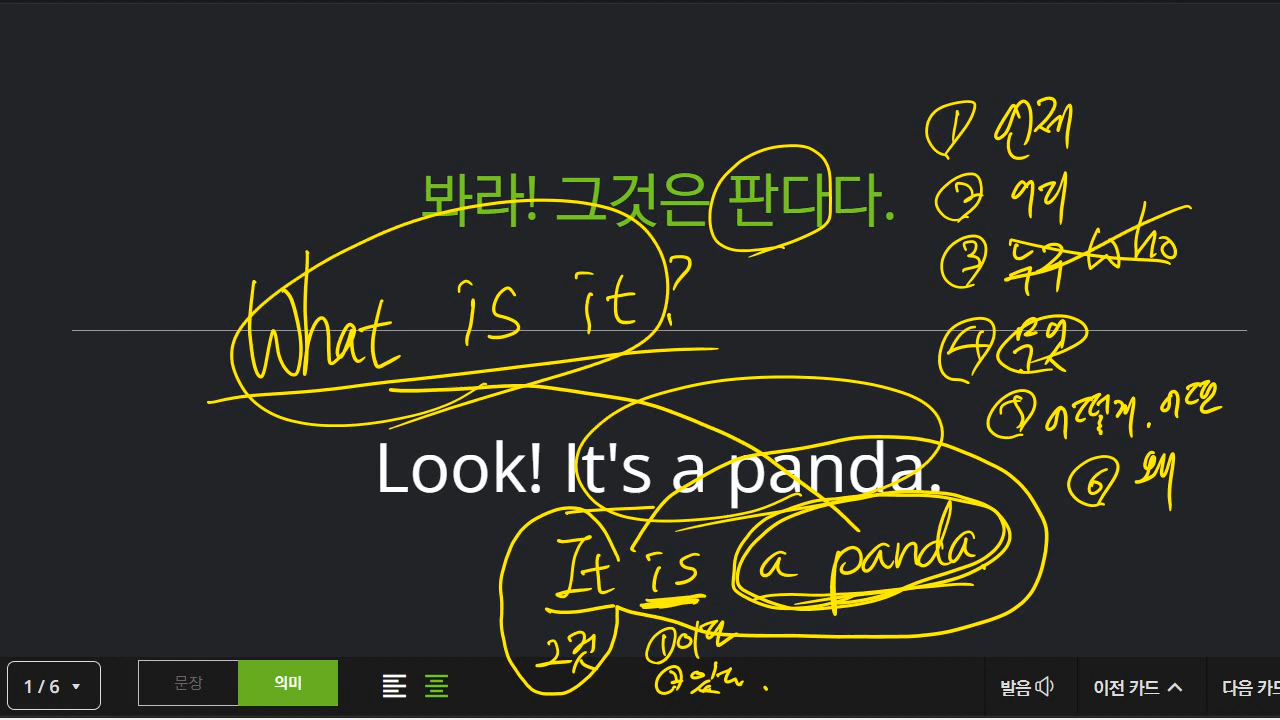 ① 언제
② 어디
봐라! 그것은 판다다.
③ 누구 who
What is it?
④ 무엇
⑤ 어떻게. 어떤
Look! It's a panda.
⑥ 왜
It is a panda
그것 ①이다
②있다.
1 / 6 문장 의미 발음 이전 카드 다음 카드